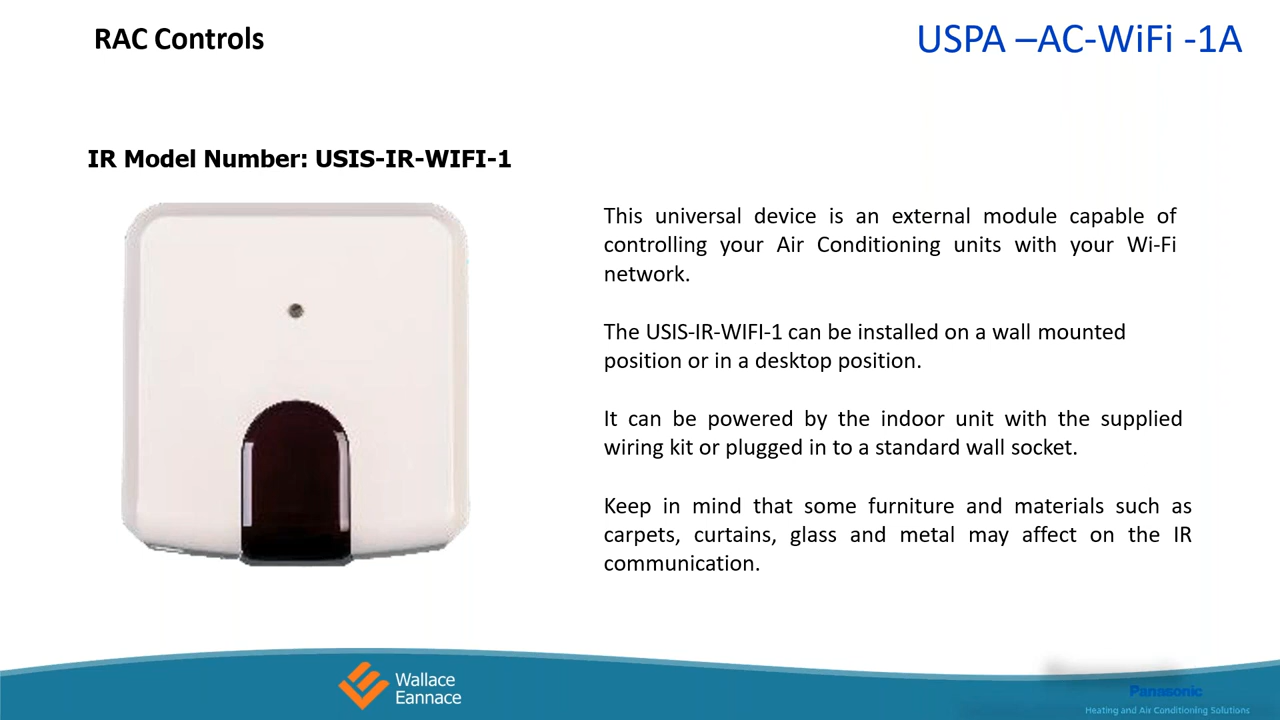 RAC Controls
USPA –AC-WiFi -1A
IR Model Number: USIS-IR-WIFI-1
This universal device is an external module capable of
controlling your Air Conditioning units with your Wi-Fi
network.
The USIS-IR-WIFI-1 can be installed on a wall mounted
position or in a desktop position.
It can be powered by the indoor unit with the supplied
wiring kit or plugged in to a standard wall socket.
Keep in mind that some furniture and materials such as
carpets, curtains, glass and metal may affect on the IR
communication.
Wallace
Eannace
Panasonic
Heating and Air Conditioning Solutions